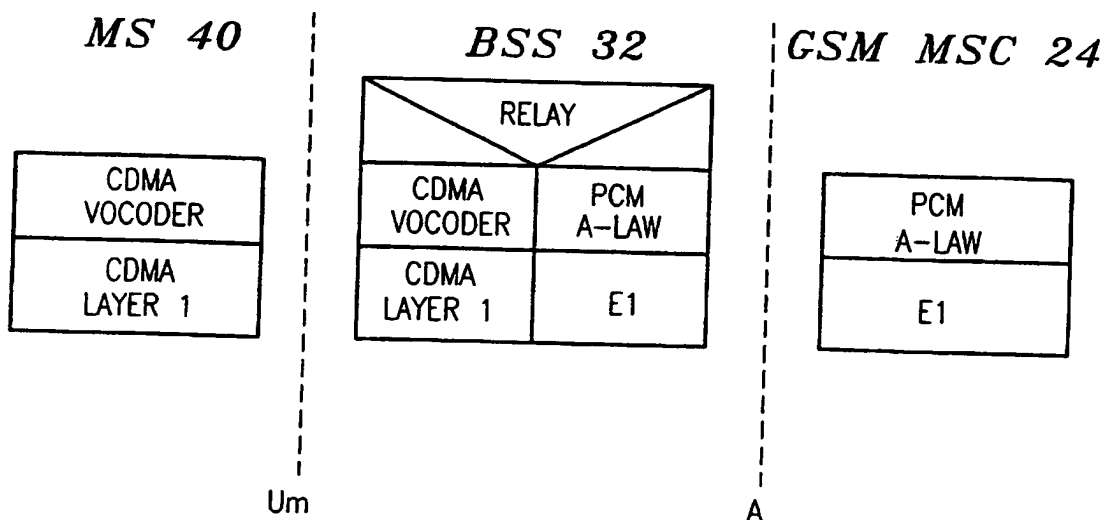 MS 40
BSS 32
GSM MSC 24
RELAY
CDMA
VOCODER
CDMA
LAYER 1
CDMA
VOCODER
PCM
A-LAW
CDMA
LAYER 1
E1
PCM
A-LAW
E1
Um
A